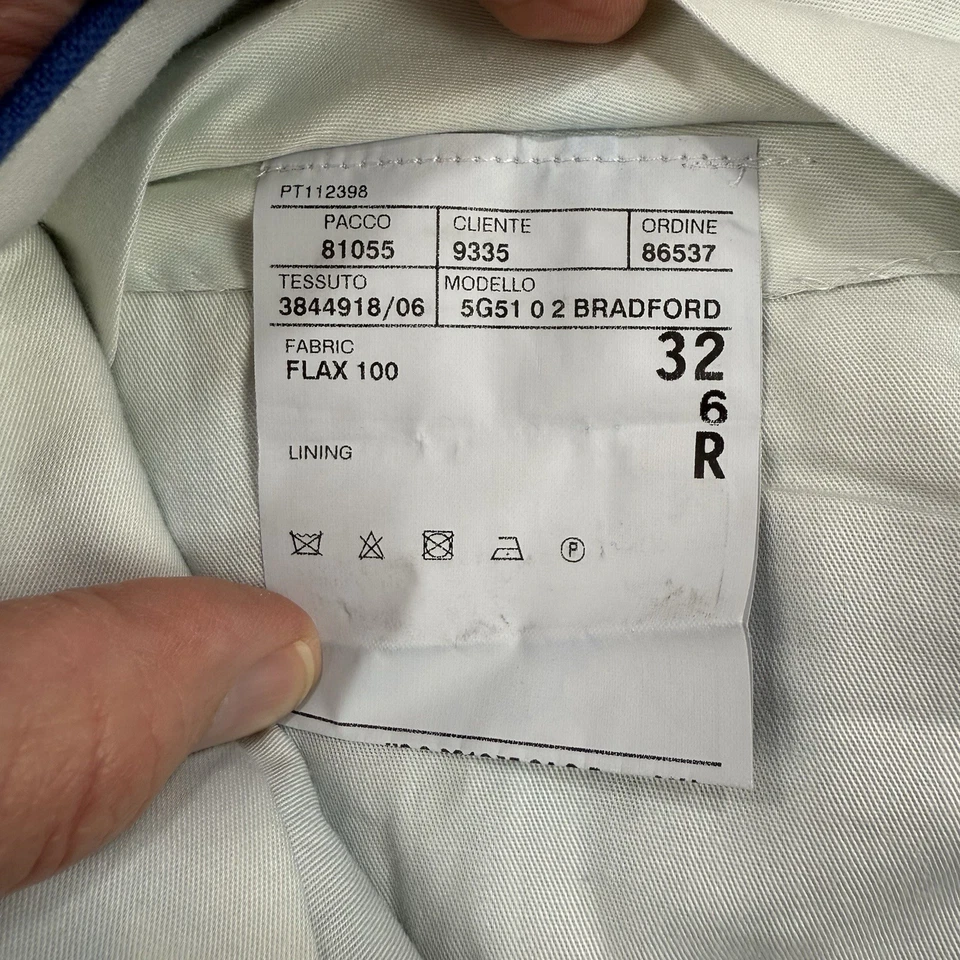 PT112398
PACCO CLIENTE ORDINE
81055 9335 86537
TESSUTO MODELLO
3844918/06 5G51 0 2 BRADFORD
FABRIC 32
FLAX 100
6
LINING R
P